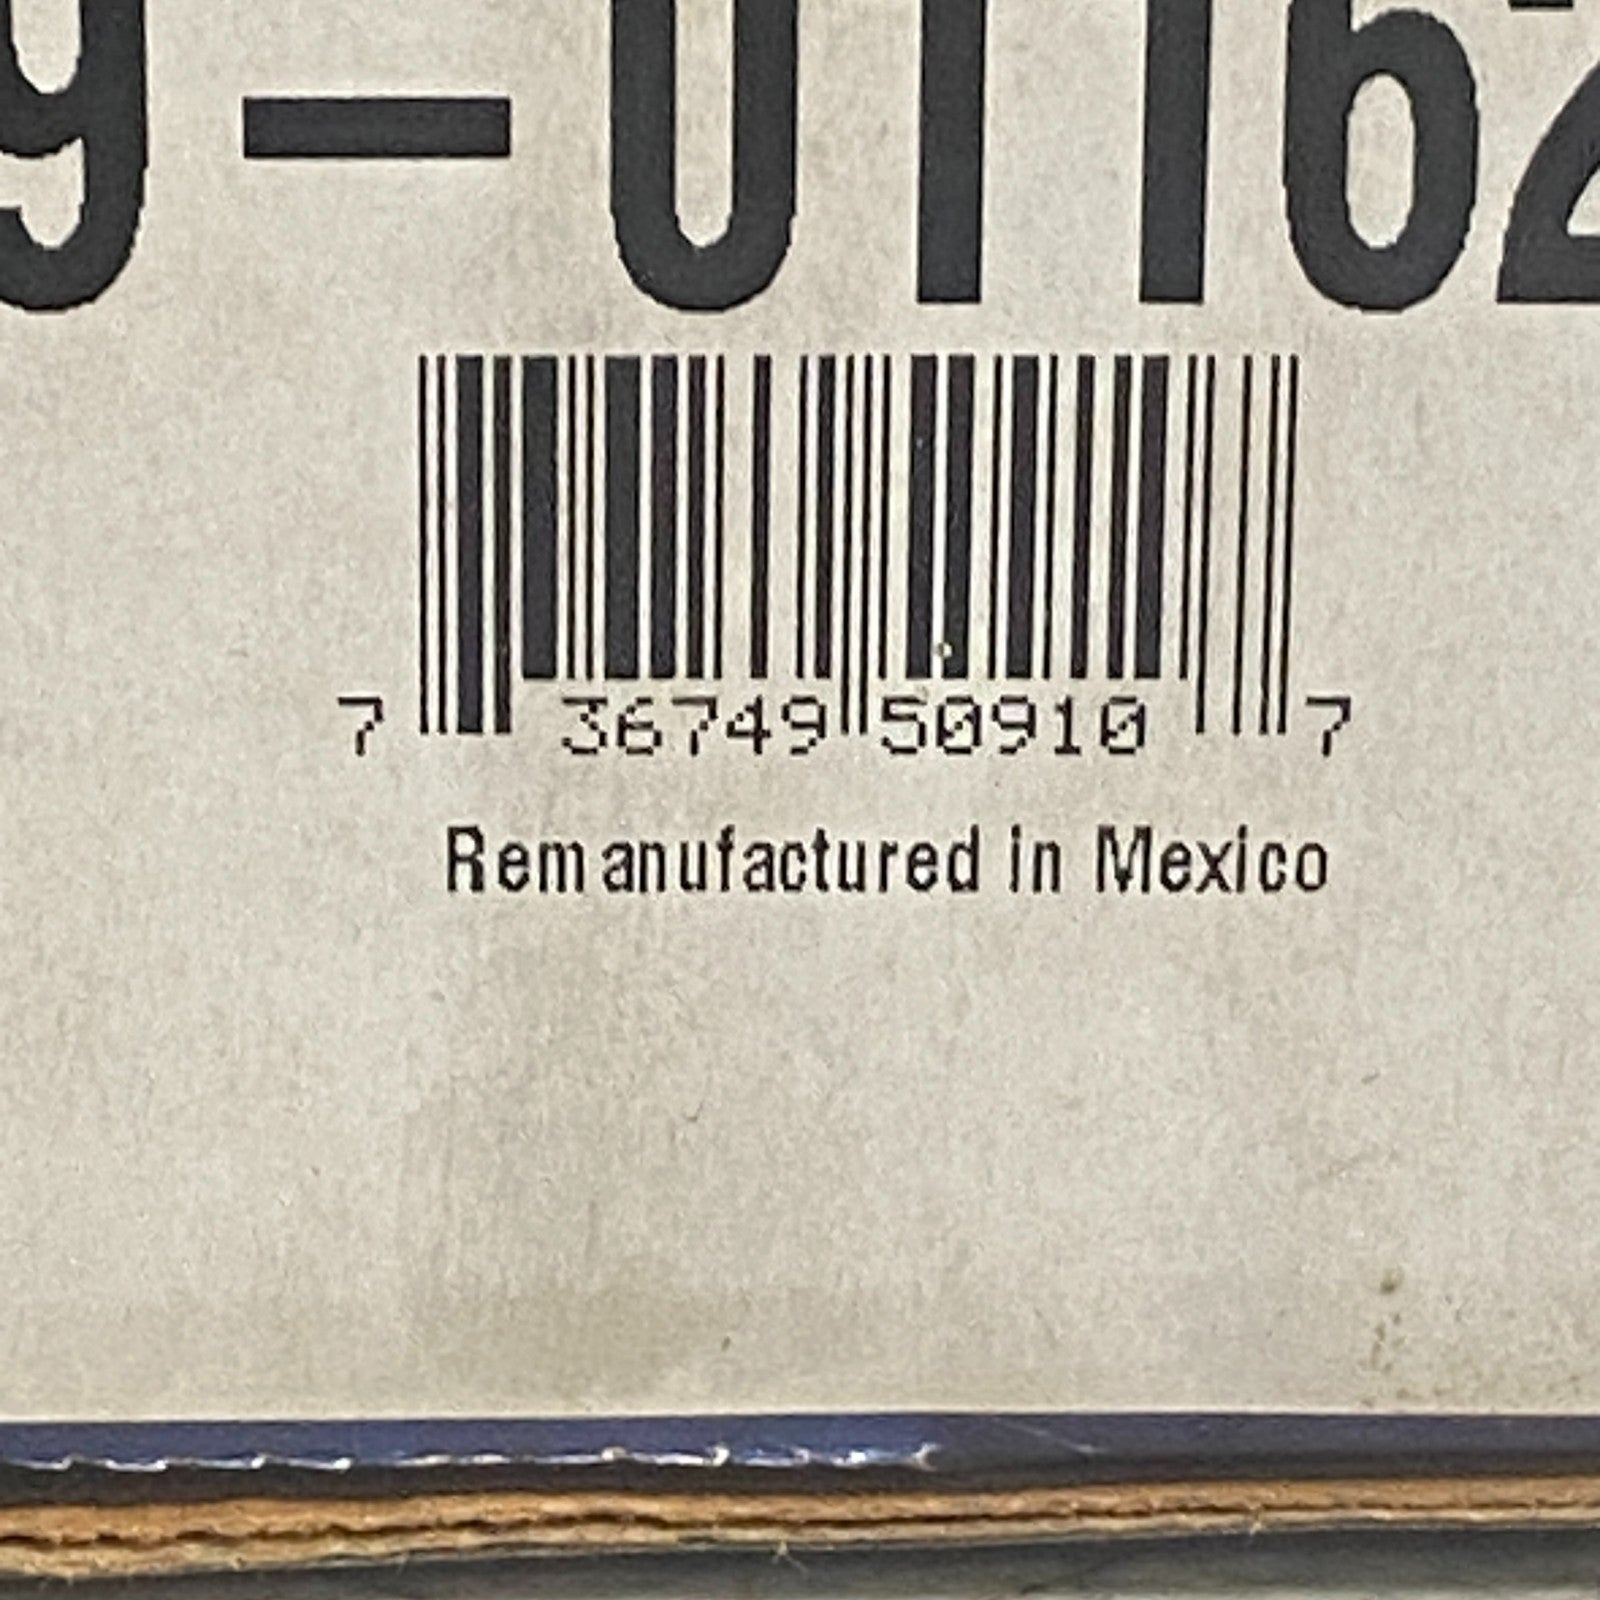 9-01162
7 36749 50910 7
Remanufactured in Mexico